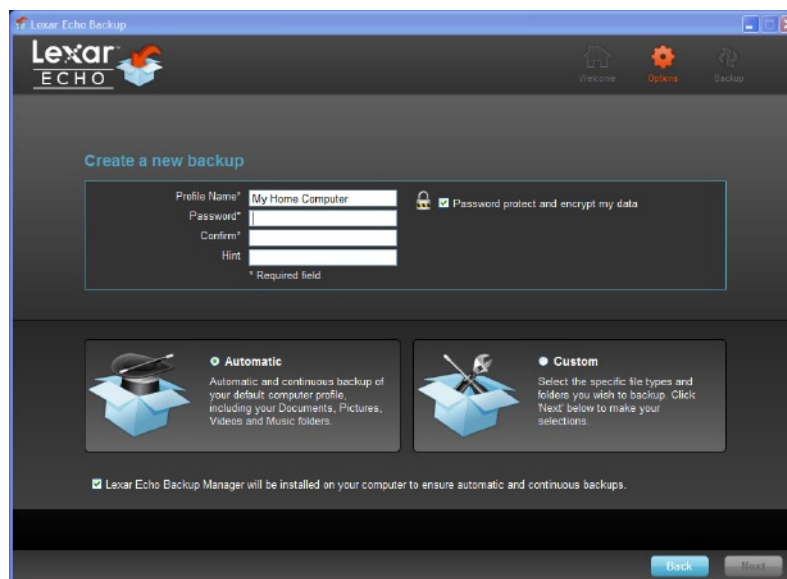 Lexar Echo Backup
Lexar
ECHO
Welcome
Options
Backup
Create a new backup
Profile Name*
My Home Computer
Password*
Confirm*
Hint
* Required field
Password protect and encrypt my data
Automatic
Automatic and continuous backup of
your default computer profile,
including your Documents, Pictures,
Videos and Music folders.
Custom
Select the specific file types and
folders you wish to backup. Click
'Next' below to make your
selections.
Lexar Echo Backup Manager will be installed on your computer to ensure automatic and continuous backups.
Back
Next